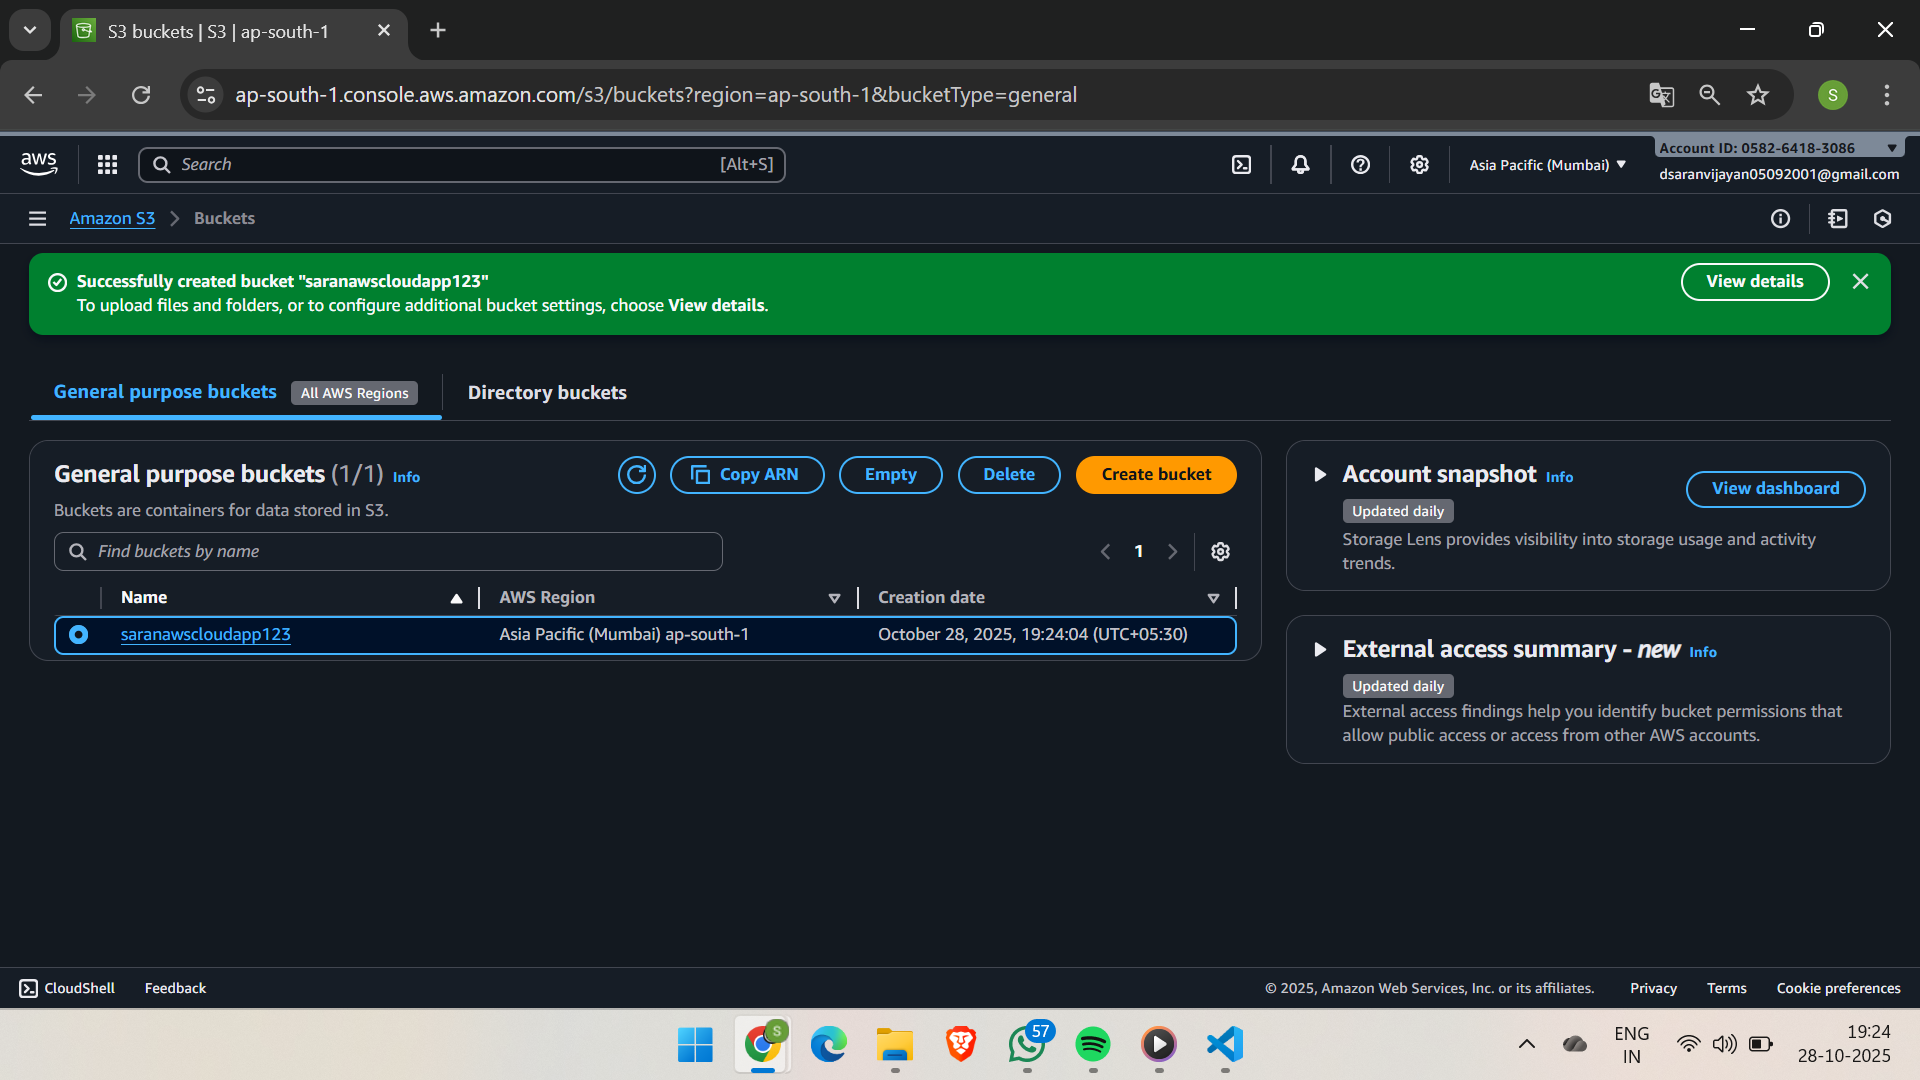 S3 buckets | S3 | ap-south-1
ap-south-1.console.aws.amazon.com/s3/buckets?region=ap-south-1&bucketType=general
S
aws
Search
[Alt+S]
Asia Pacific (Mumbai)
Account ID: 0582-6418-3086
dsaranvijayan05092001@gmail.com
Amazon S3 > Buckets
Successfully created bucket "saranawscloudapp123"
To upload files and folders, or to configure additional bucket settings, choose View details.
View details
General purpose buckets
All AWS Regions
Directory buckets
General purpose buckets (1/1) Info
Copy ARN
Empty
Delete
Create bucket
Buckets are containers for data stored in S3.
Find buckets by name
1
Name
AWS Region
Creation date
saranawscloudapp123
Asia Pacific (Mumbai) ap-south-1
October 28, 2025, 19:24:04 (UTC+05:30)
Account snapshot Info
View dashboard
Updated daily
Storage Lens provides visibility into storage usage and activity
trends.
External access summary - new Info
Updated daily
External access findings help you identify bucket permissions that
allow public access or access from other AWS accounts.
CloudShell
Feedback
© 2025, Amazon Web Services, Inc. or its affiliates.
Privacy
Terms
Cookie preferences
S
57
ENG
IN
19:24
28-10-2025